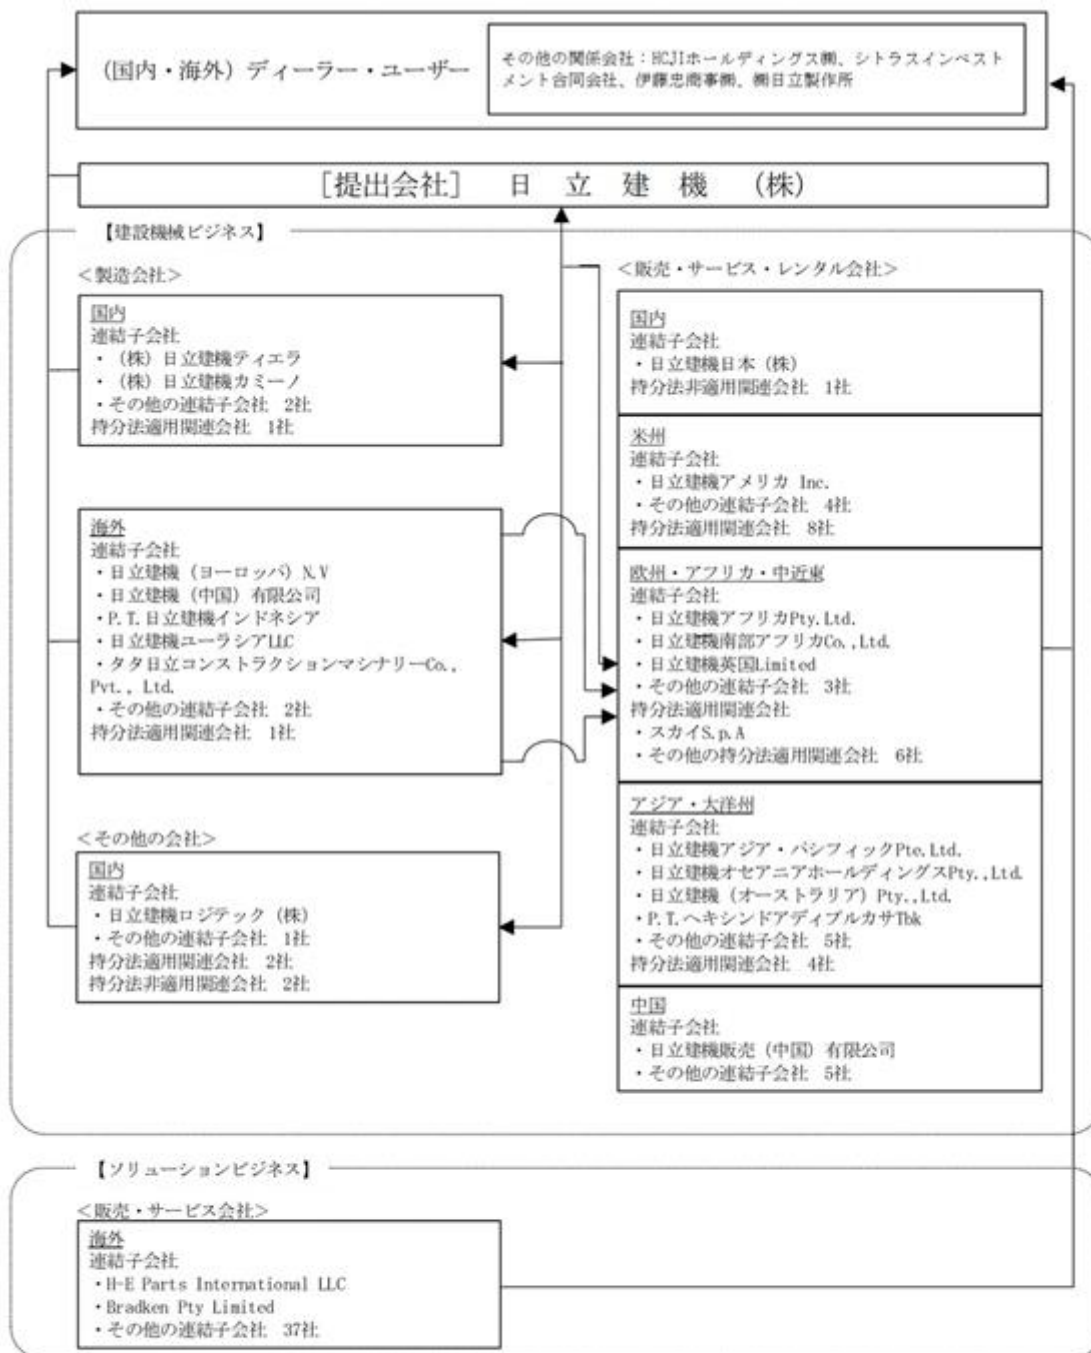 (国内・海外) ディーラー・ユーザー
その他の関係会社：HCJIホールディングス㈱、シトラスインベスト
メント合同会社、伊藤忠商事㈱、㈱日立製作所
[提出会社] 日 立 建 機 (株)
【建設機械ビジネス】
＜製造会社＞
国内
連結子会社
・(株) 日立建機ティエラ
・(株) 日立建機カミーノ
・その他の連結子会社 2社
持分法適用関連会社 1社
海外
連結子会社
・日立建機 (ヨーロッパ) N.V
・日立建機 (中国) 有限公司
・P.T.日立建機インドネシア
・日立建機ユーラシアLLC
・タタ日立コンストラクションマシナリーCo.,
Pvt., Ltd.
・その他の連結子会社 2社
持分法適用関連会社 1社
＜その他の会社＞
国内
連結子会社
・日立建機ロジテック (株)
・その他の連結子会社 1社
持分法適用関連会社 2社
持分法非適用関連会社 2社
＜販売・サービス・レンタル会社＞
国内
連結子会社
・日立建機日本 (株)
持分法非適用関連会社 1社
米州
連結子会社
・日立建機アメリカ Inc.
・その他の連結子会社 4社
持分法適用関連会社 8社
欧州・アフリカ・中近東
連結子会社
・日立建機アフリカPty.Ltd.
・日立建機南部アフリカCo.,Ltd.
・日立建機英国Limited
・その他の連結子会社 3社
持分法適用関連会社
・スカイS.p.A
・その他の持分法適用関連会社 6社
アジア・大洋州
連結子会社
・日立建機アジア・パシフィックPte.Ltd.
・日立建機オセアニアホールディングスPty.,Ltd.
・日立建機 (オーストラリア) Pty.,Ltd.
・P.T.ヘキシンドアディプルカサTbk
・その他の連結子会社 5社
持分法適用関連会社 4社
中国
連結子会社
・日立建機販売 (中国) 有限公司
・その他の連結子会社 5社
【ソリューションビジネス】
＜販売・サービス会社＞
海外
連結子会社
・H-E Parts International LLC
・Bradken Pty Limited
・その他の連結子会社 37社